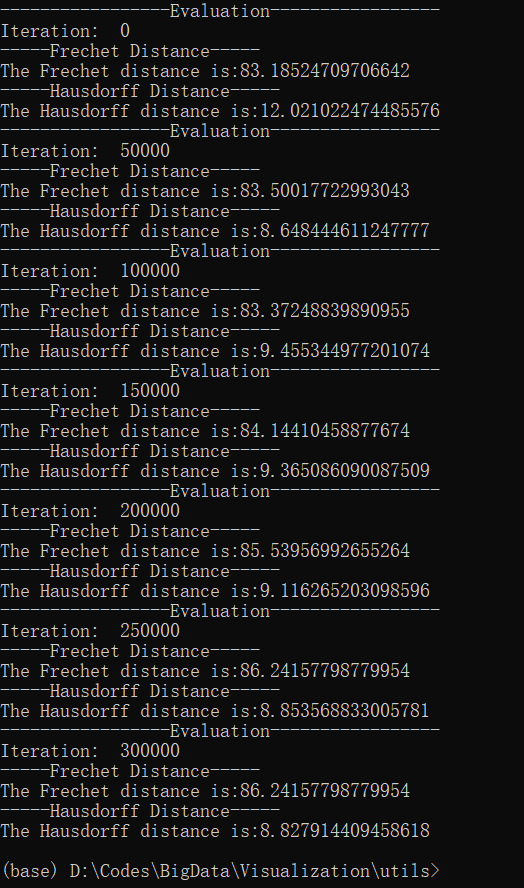 -----------------Evaluation-----------------
Iteration:  0
-----Frechet Distance-----
The Frechet distance is:83.18524709706642
-----Hausdorff Distance-----
The Hausdorff distance is:12.021022474485576
-----------------Evaluation-----------------
Iteration:  50000
-----Frechet Distance-----
The Frechet distance is:83.50017722993043
-----Hausdorff Distance-----
The Hausdorff distance is:8.648444611247777
-----------------Evaluation-----------------
Iteration:  100000
-----Frechet Distance-----
The Frechet distance is:83.37248839890955
-----Hausdorff Distance-----
The Hausdorff distance is:9.455344977201074
-----------------Evaluation-----------------
Iteration:  150000
-----Frechet Distance-----
The Frechet distance is:84.14410458877674
-----Hausdorff Distance-----
The Hausdorff distance is:9.365086090087509
-----------------Evaluation-----------------
Iteration:  200000
-----Frechet Distance-----
The Frechet distance is:85.53956992655264
-----Hausdorff Distance-----
The Hausdorff distance is:9.116265203098596
-----------------Evaluation-----------------
Iteration:  250000
-----Frechet Distance-----
The Frechet distance is:86.24157798779954
-----Hausdorff Distance-----
The Hausdorff distance is:8.853568833005781
-----------------Evaluation-----------------
Iteration:  300000
-----Frechet Distance-----
The Frechet distance is:86.24157798779954
-----Hausdorff Distance-----
The Hausdorff distance is:8.827914409458618
(base) D:\Codes\BigData\Visualization\utils>